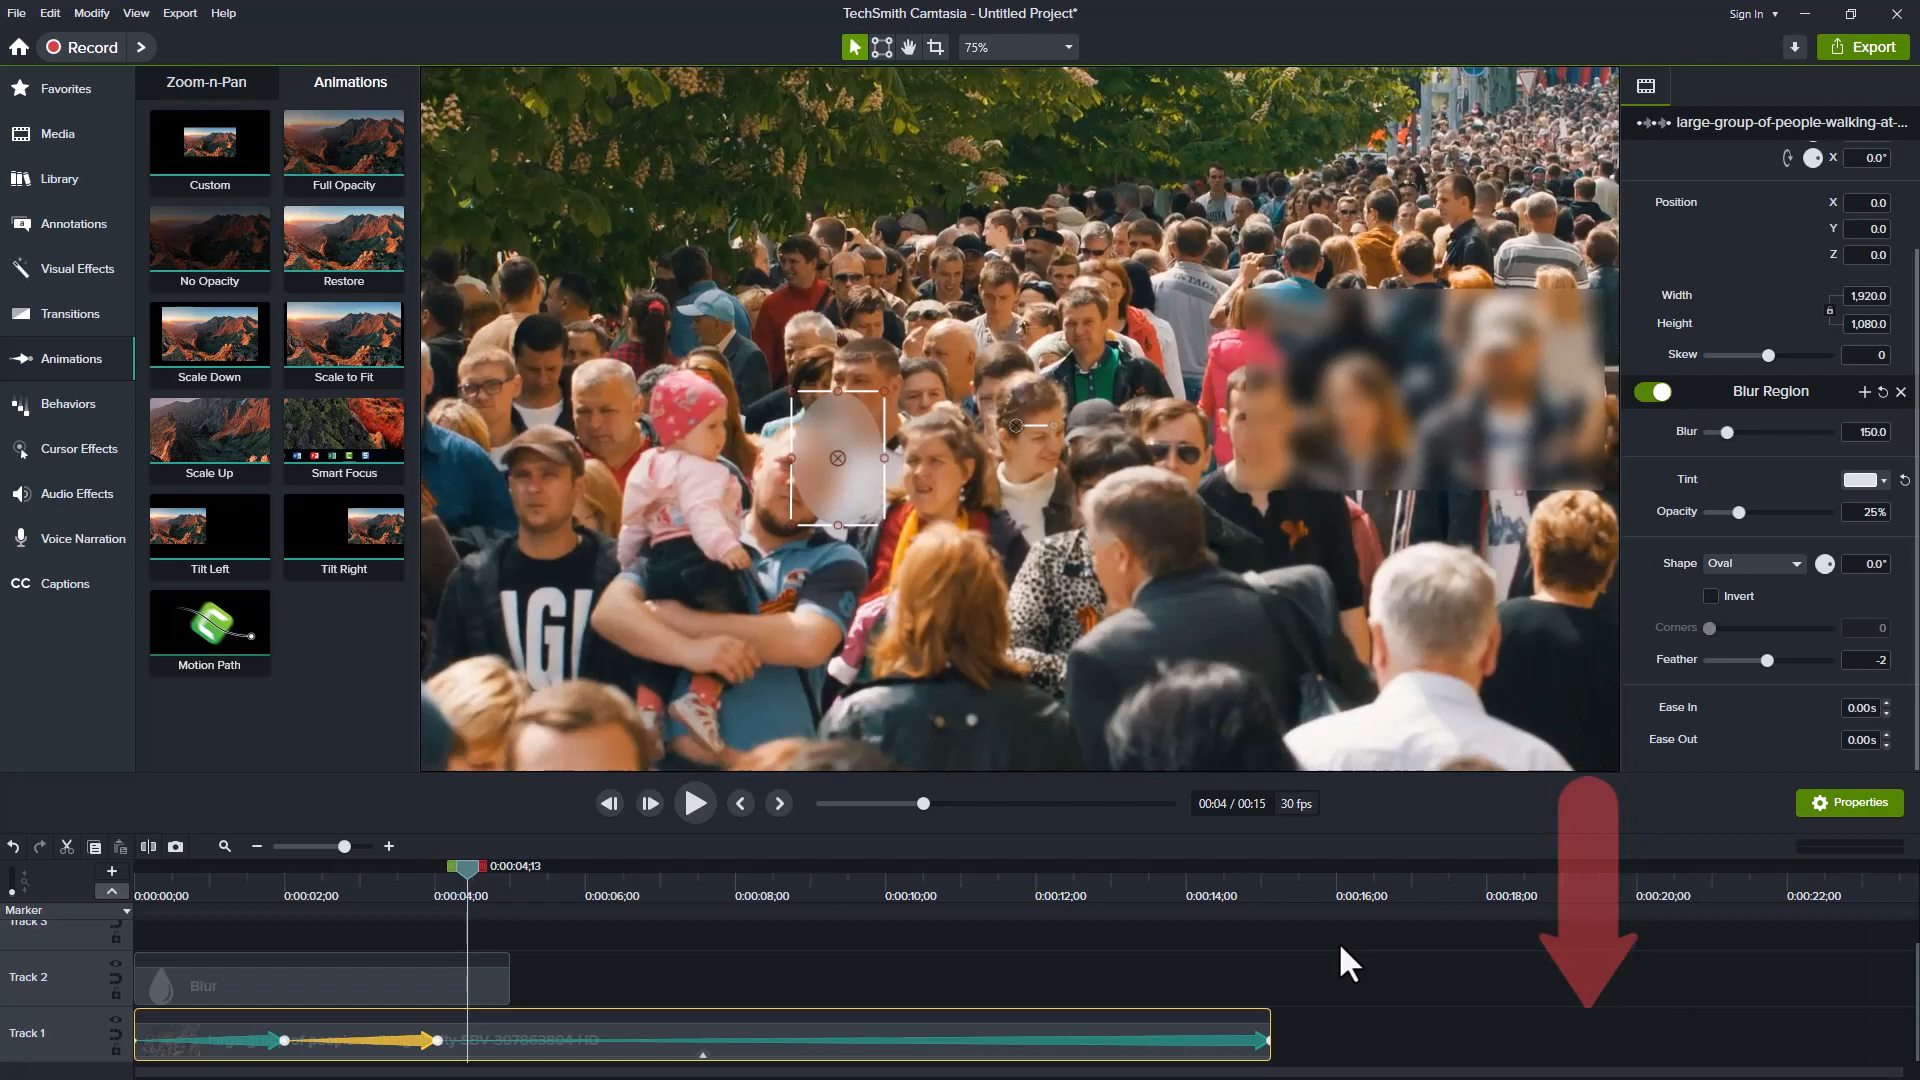 File Edit Modify View Export Help
TechSmith Camtasia - Untitled Project*
Sign In
Record
75%
Export
Favorites
Media
Library
Annotations
Visual Effects
Transitions
Animations
Behaviors
Cursor Effects
Audio Effects
Voice Narration
CC Captions
Zoom-n-Pan Animations
Custom Full Opacity
No Opacity Restore
Scale Down Scale to Fit
Scale Up Smart Focus
Tilt Left Tilt Right
Motion Path
large-group-of-people-walking-at-...
X 0.0°
Position X 0.0
Y 0.0
Z 0.0
Width 1,920.0
Height 1,080.0
Skew 0
Blur Region
Blur 150.0
Tint
Opacity 25%
Shape Oval 0.0°
Invert
Corners 0
Feather -2
Ease In 0.00s
Ease Out 0.00s
00:04 / 00:15 30 fps
Properties
0:00:04;13
0:00:00;00 0:00:02;00 0:00:04;00 0:00:06;00 0:00:08;00 0:00:10;00 0:00:12;00 0:00:14;00 0:00:16;00 0:00:18;00 0:00:20;00 0:00:22;00
Marker
Track 3
Track 2
Blur
Track 1